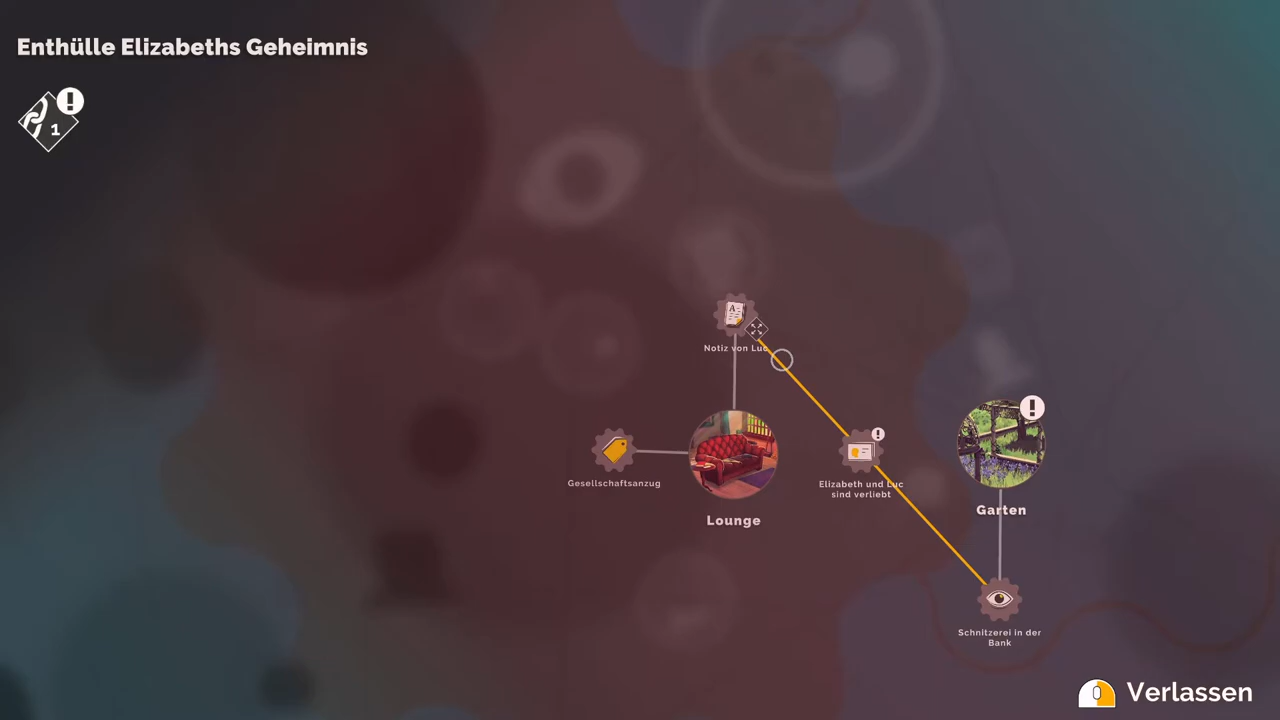 Enthülle Elizabeths Geheimnis
1
A
Notiz von Luc
Gesellschaftsanzug
Elizabeth und Luc
sind verliebt
Lounge
Garten
Schnitzerei in der
Bank
Verlassen